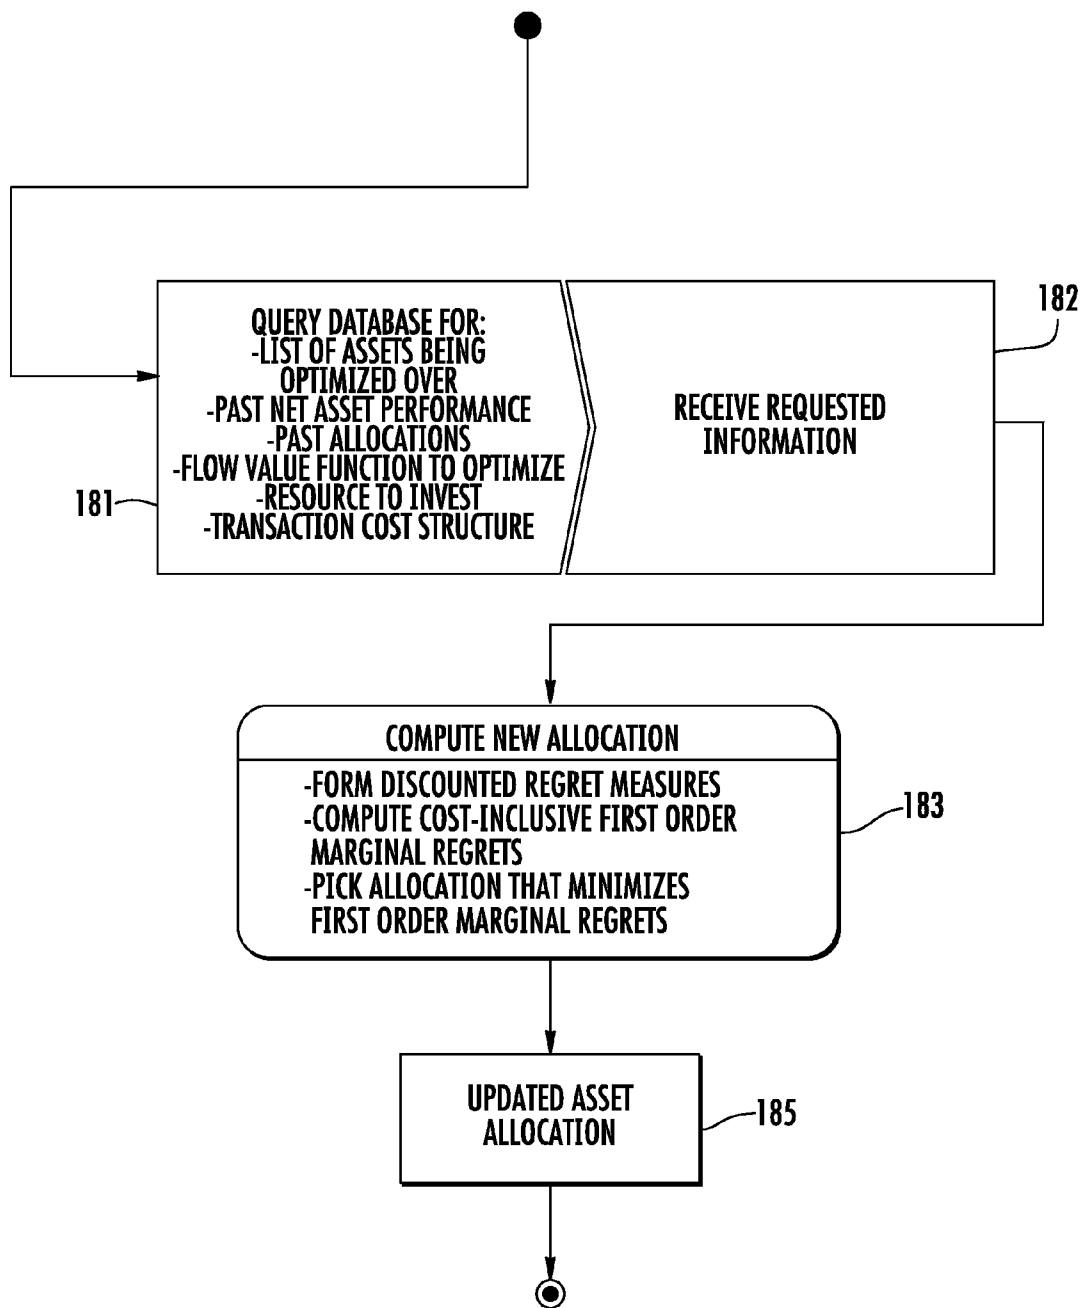 QUERY DATABASE FOR:
-LIST OF ASSETS BEING
OPTIMIZED OVER
-PAST NET ASSET PERFORMANCE
-PAST ALLOCATIONS
-FLOW VALUE FUNCTION TO OPTIMIZE
-RESOURCE TO INVEST
-TRANSACTION COST STRUCTURE
181
RECEIVE REQUESTED
INFORMATION
182
COMPUTE NEW ALLOCATION
-FORM DISCOUNTED REGRET MEASURES
-COMPUTE COST-INCLUSIVE FIRST ORDER
MARGINAL REGRETS
-PICK ALLOCATION THAT MINIMIZES
FIRST ORDER MARGINAL REGRETS
183
UPDATED ASSET
ALLOCATION
185